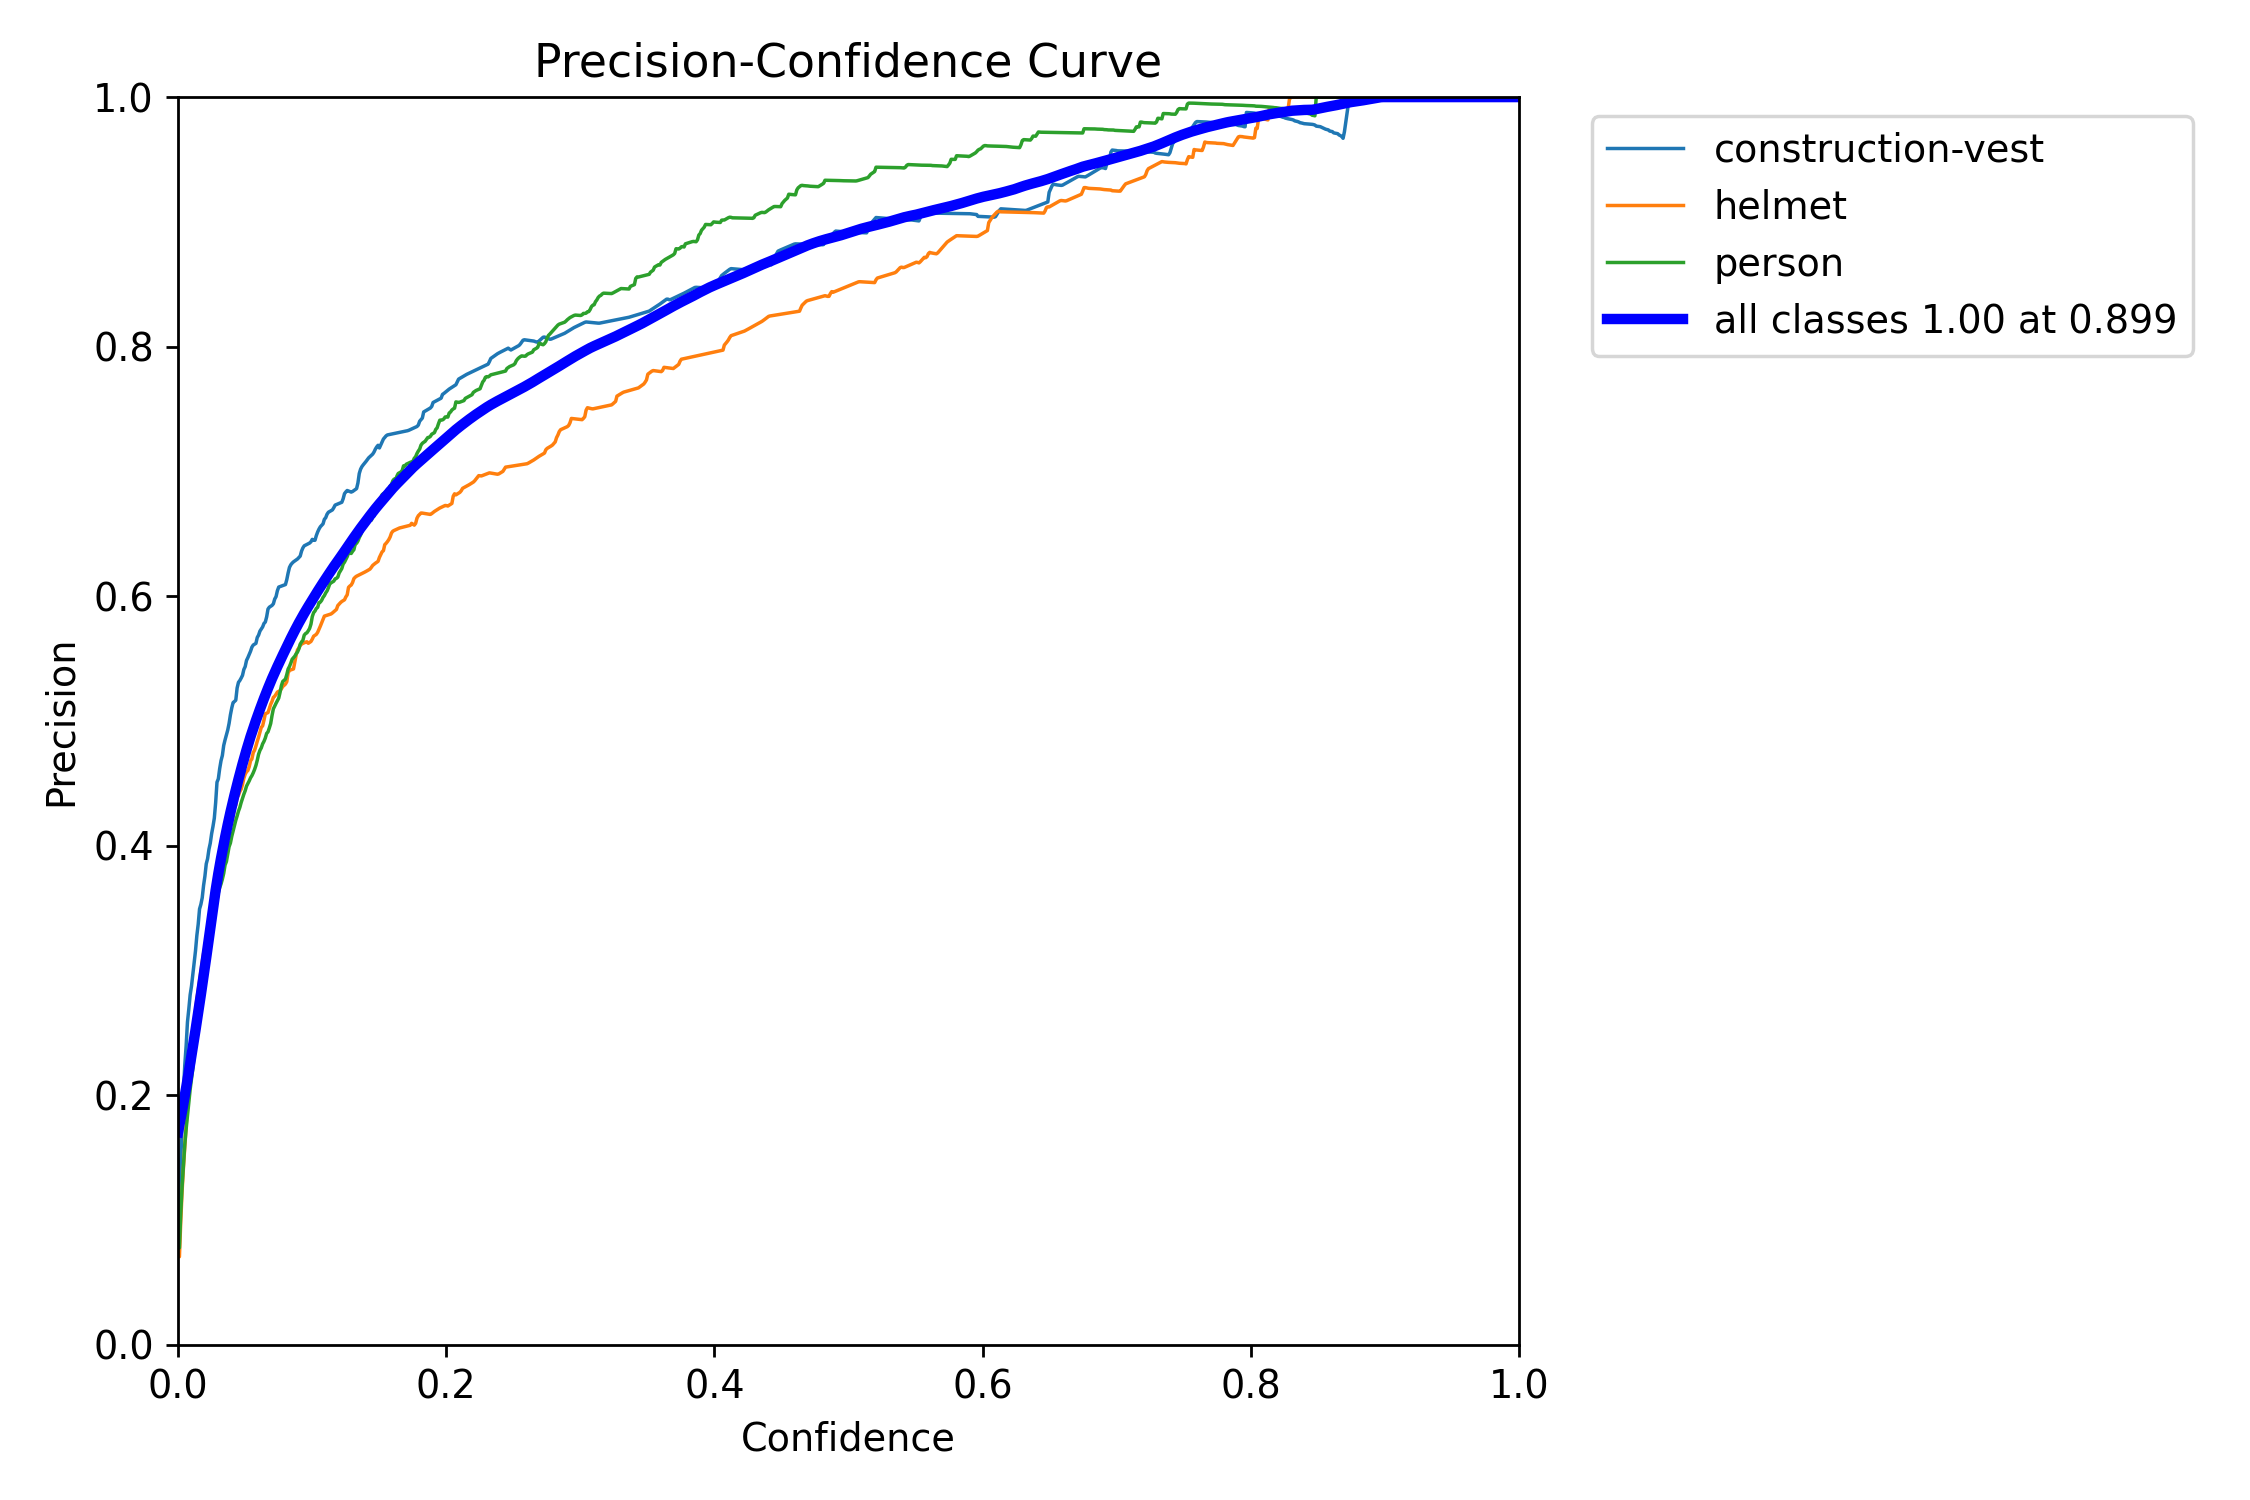 Precision-Confidence Curve
1.0
0.8
0.6
0.4
0.2
0.0
Precision
0.0 0.2 0.4 0.6 0.8 1.0
Confidence
construction-vest
helmet
person
all classes 1.00 at 0.899